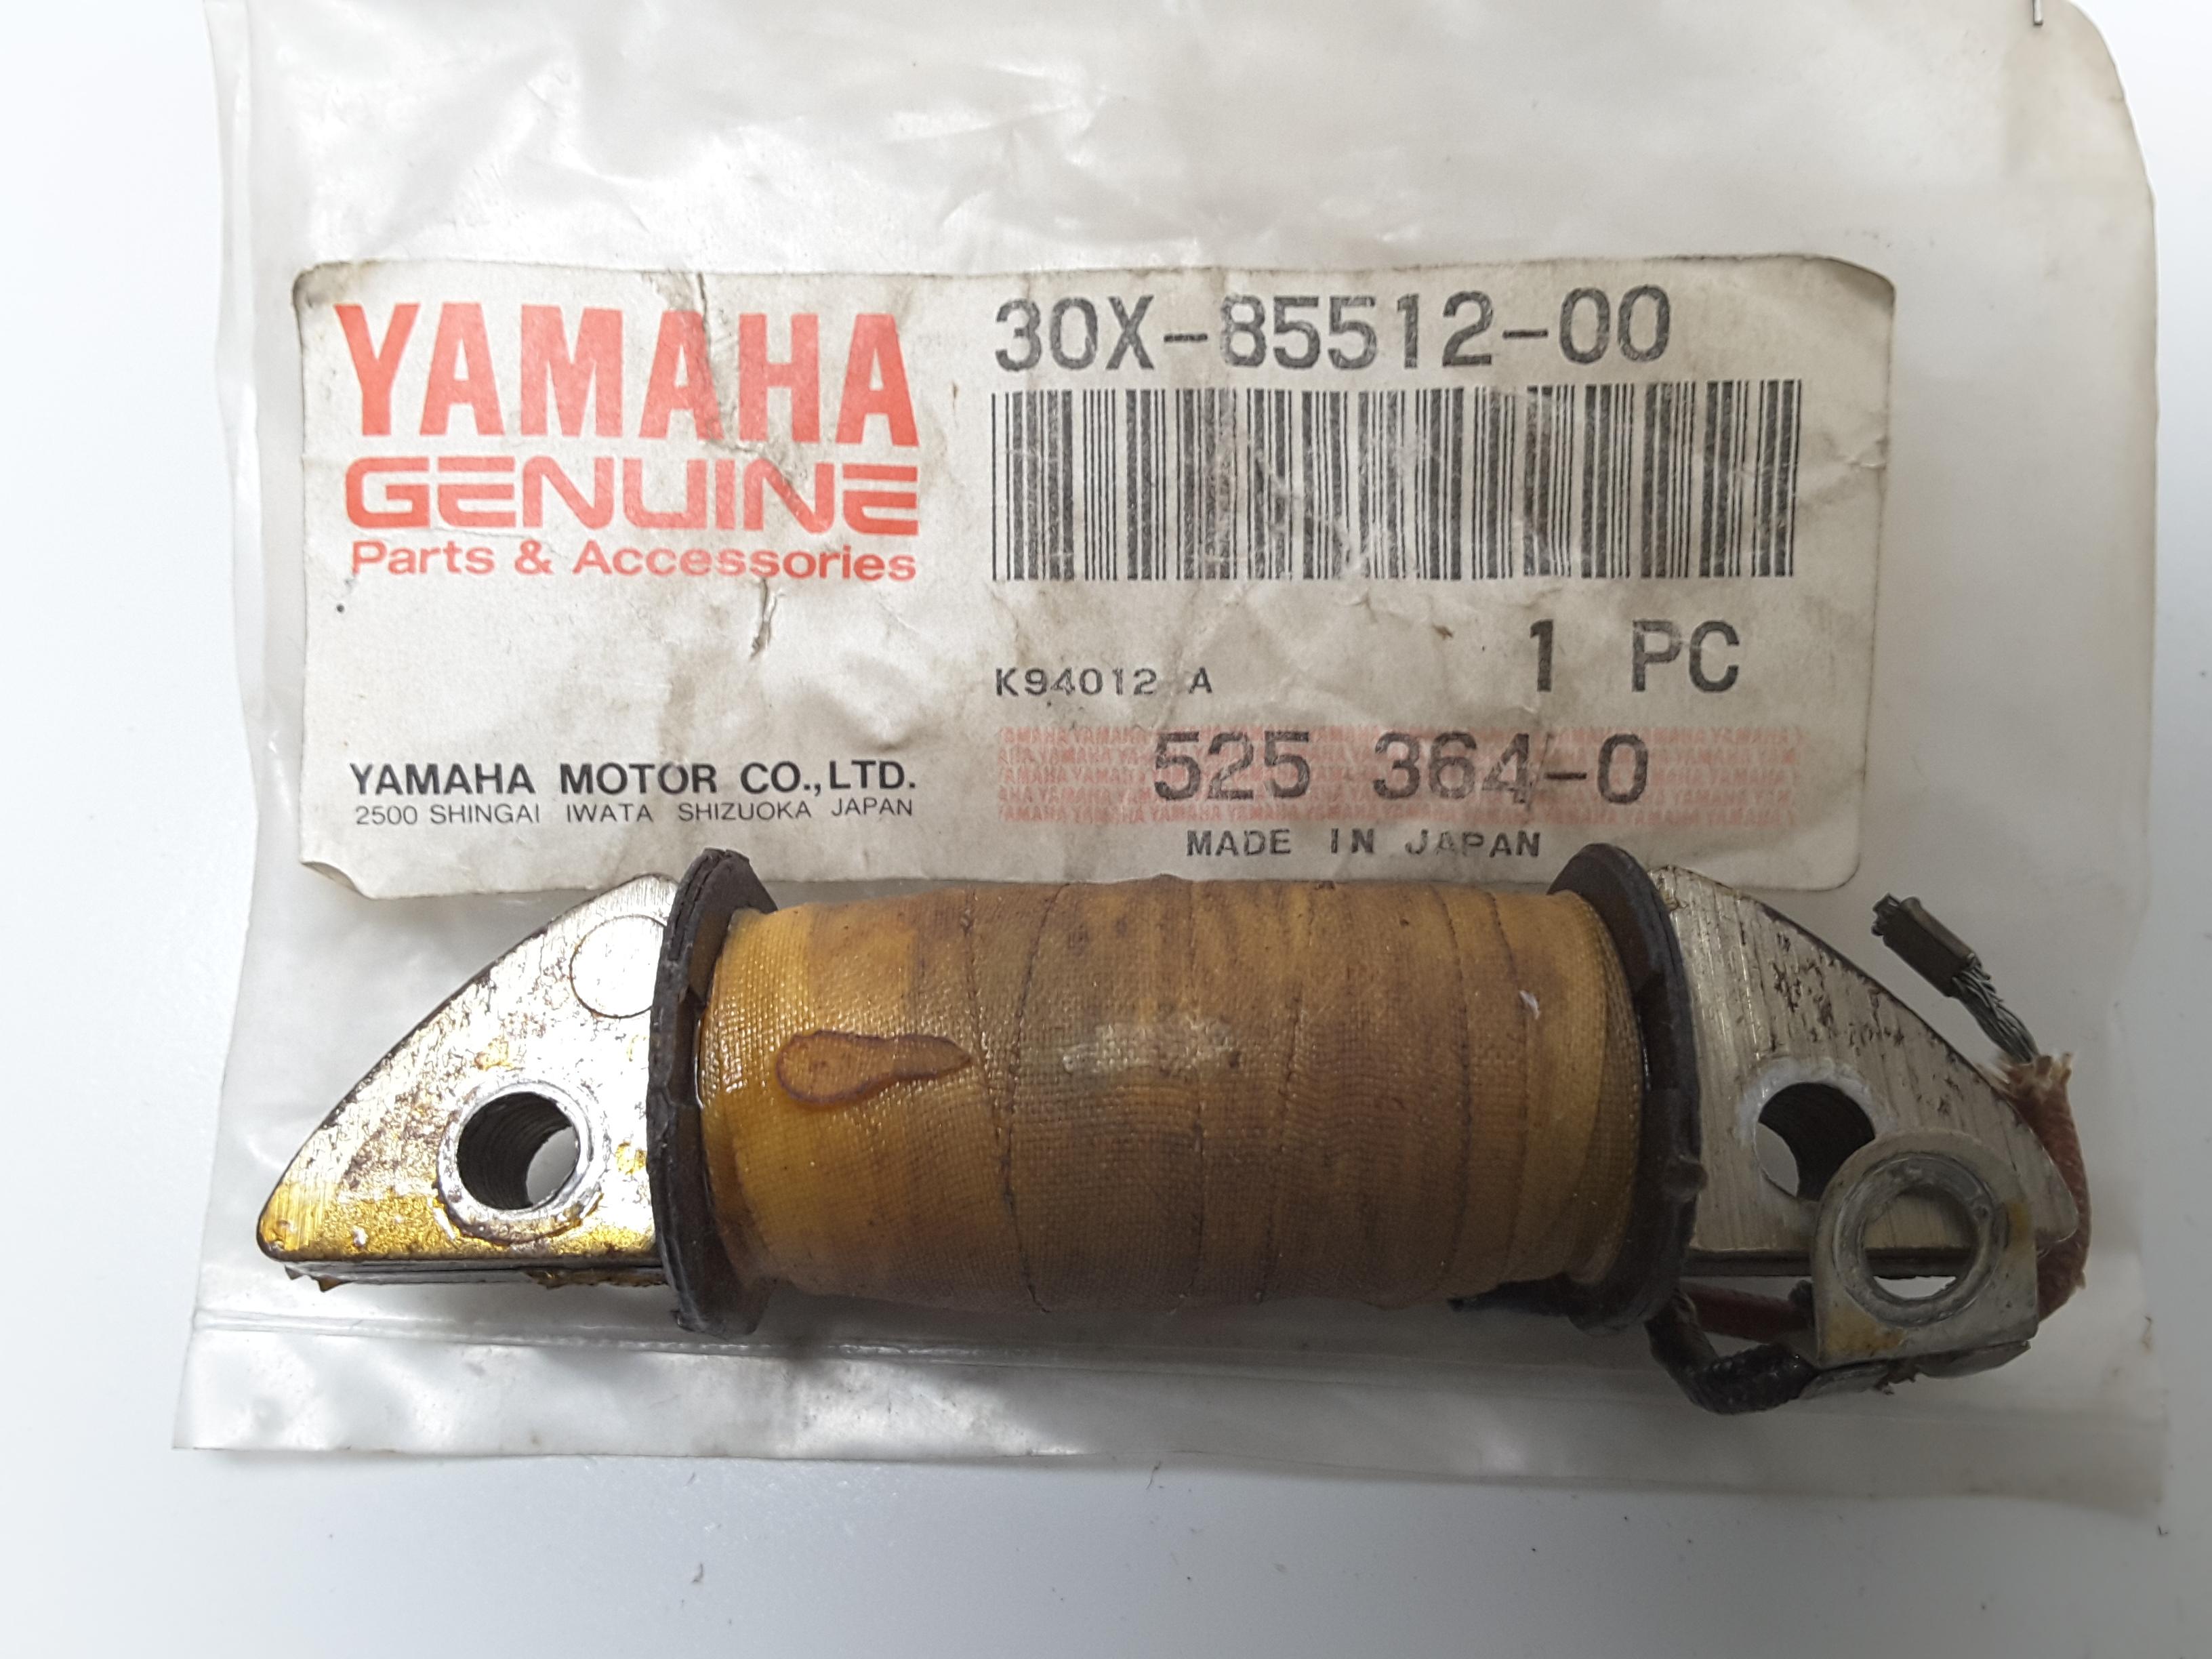 YAMAHA
GENUINE
Parts & Accessories
YAMAHA MOTOR CO.,LTD.
2500 SHINGAI IWATA SHIZUOKA JAPAN
30X-85512-00
1 PC
K94012 A
525 364-0
MADE IN JAPAN